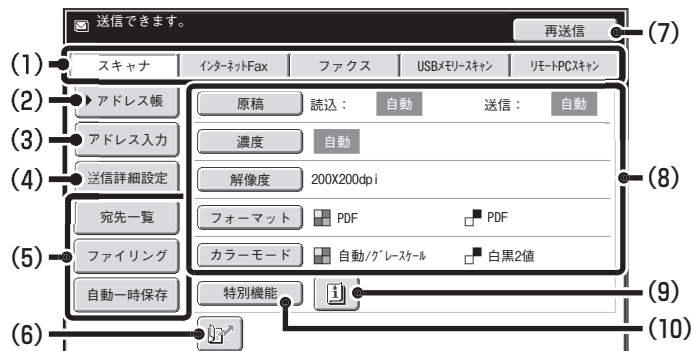 送信できます。
再送信
(7)
(1)
スキャナ
インターネットFax
ファクス
USBメモリースキャン
リモートPCスキャン
(2)
アドレス帳
原稿
読込：
自動
送信：
自動
(3)
アドレス入力
濃度
自動
(4)
送信詳細設定
解像度
200X200dpi
(8)
宛先一覧
フォーマット
PDF
PDF
(5)
ファイリング
カラーモード
自動/グレースケール
白黒2値
自動一時保存
特別機能
(9)
(10)
(6)